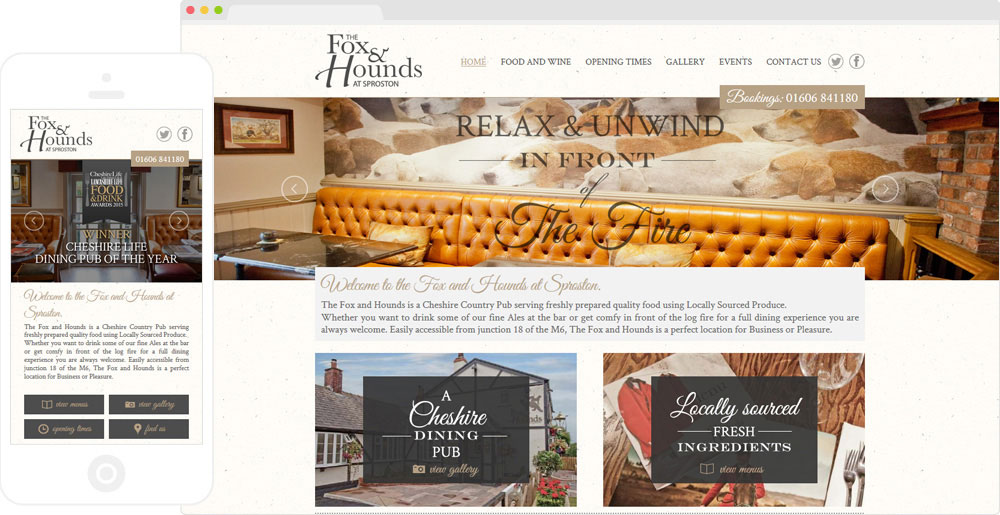 THE
Fox
&
Hounds
AT SPROSTON
01606 841180
Cheshire Life
LANCASHIRE LIFE
FOOD
&DRINK
AWARDS 2015
WINNER
CHESHIRE LIFE
DINING PUB OF THE YEAR
Welcome to the Fox and Hounds at
Sproston.
The Fox and Hounds is a Cheshire Country Pub serving
freshly prepared quality food using Locally Sourced Produce.
Whether you want to drink some of our fine Ales at the bar
or get comfy in front of the log fire for a full dining
experience you are always welcome. Easily accessible from
junction 18 of the M6, The Fox and Hounds is a perfect
location for Business or Pleasure.
view menus
view gallery
opening times
find us
THE
Fox
&
Hounds
AT SPROSTON
HOME FOOD AND WINE OPENING TIMES GALLERY EVENTS CONTACT US
Bookings: 01606 841180
RELAX & UNWIND
IN FRONT
of
The Fire
Welcome to the Fox and Hounds at Sproston.
The Fox and Hounds is a Cheshire Country Pub serving freshly prepared quality food using Locally Sourced Produce.
Whether you want to drink some of our fine Ales at the bar or get comfy in front of the log fire for a full dining experience you are
always welcome. Easily accessible from junction 18 of the M6, The Fox and Hounds is a perfect location for Business or Pleasure.
A
Cheshire
DINING
PUB
view gallery
Locally sourced
FRESH
INGREDIENTS
view menus